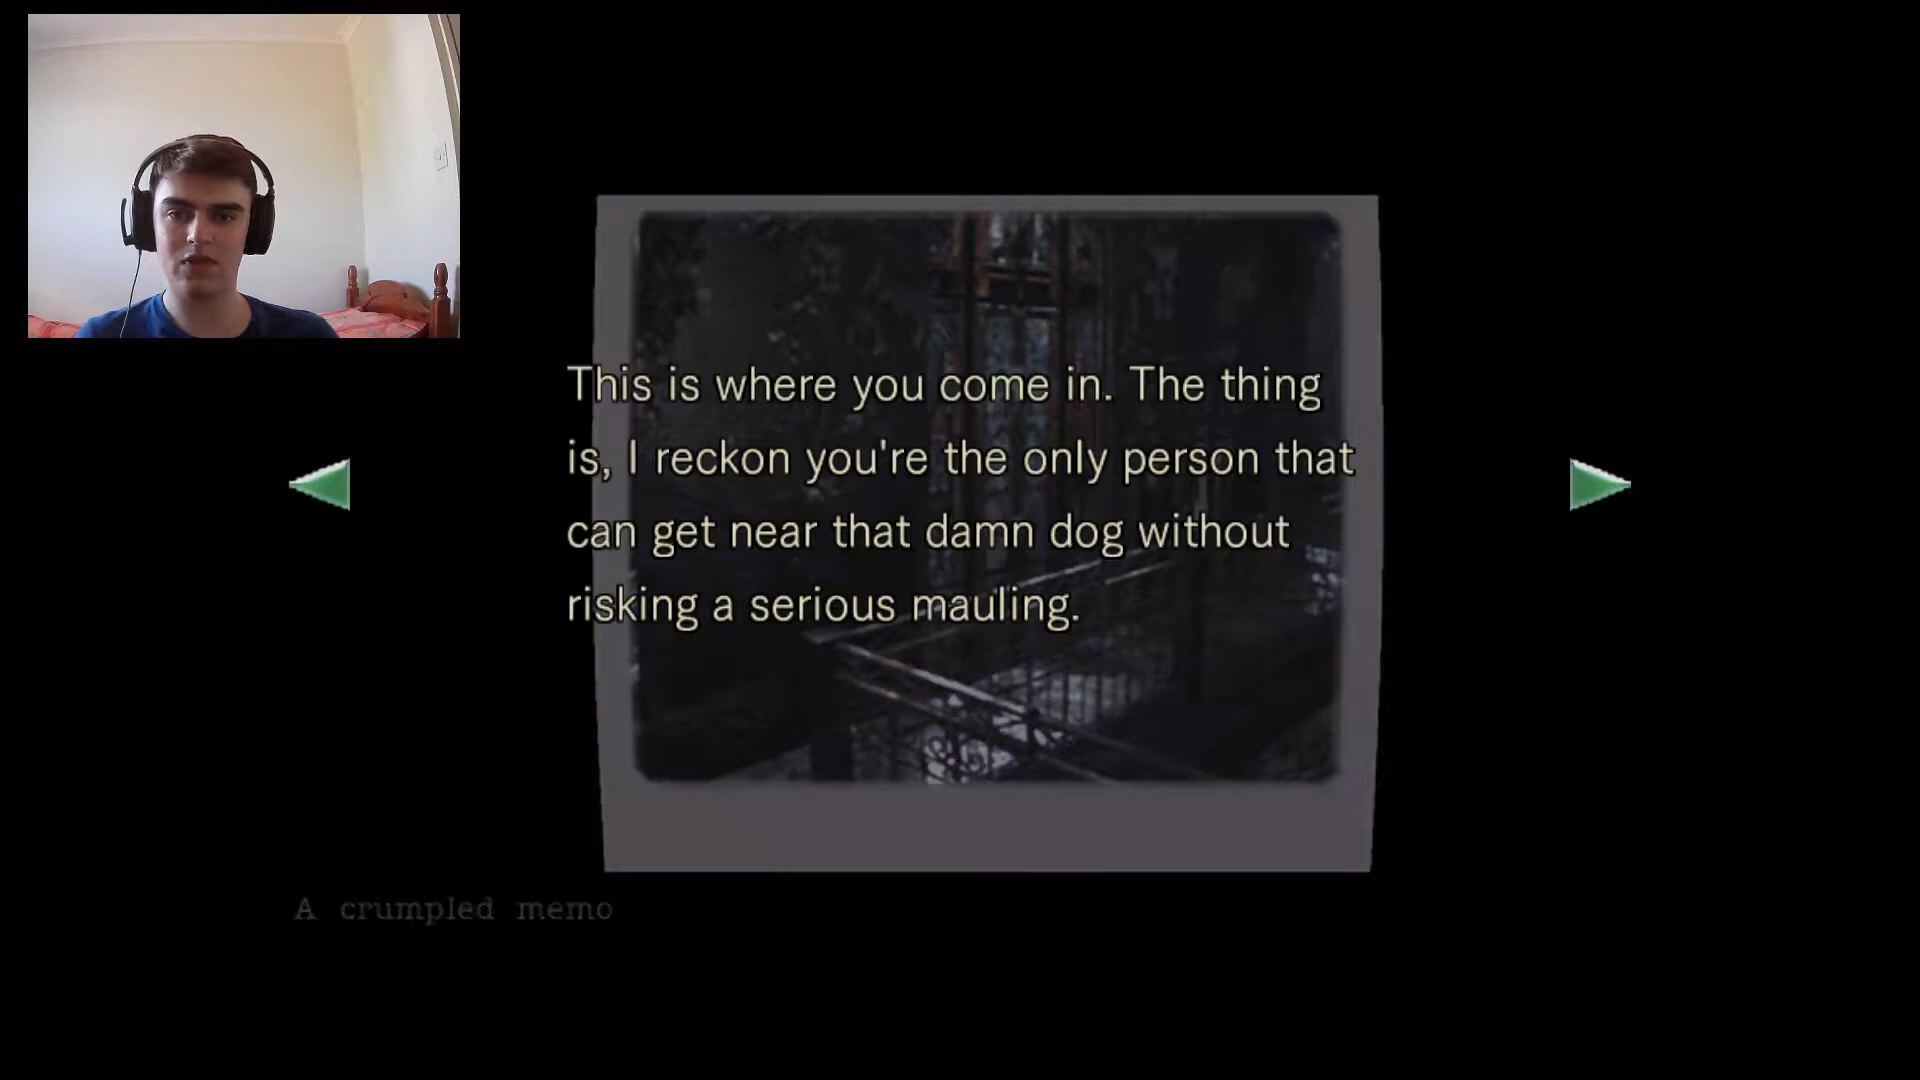 This is where you come in. The thing
is, I reckon you're the only person that
can get near that damn dog without
risking a serious mauling.
A crumpled memo